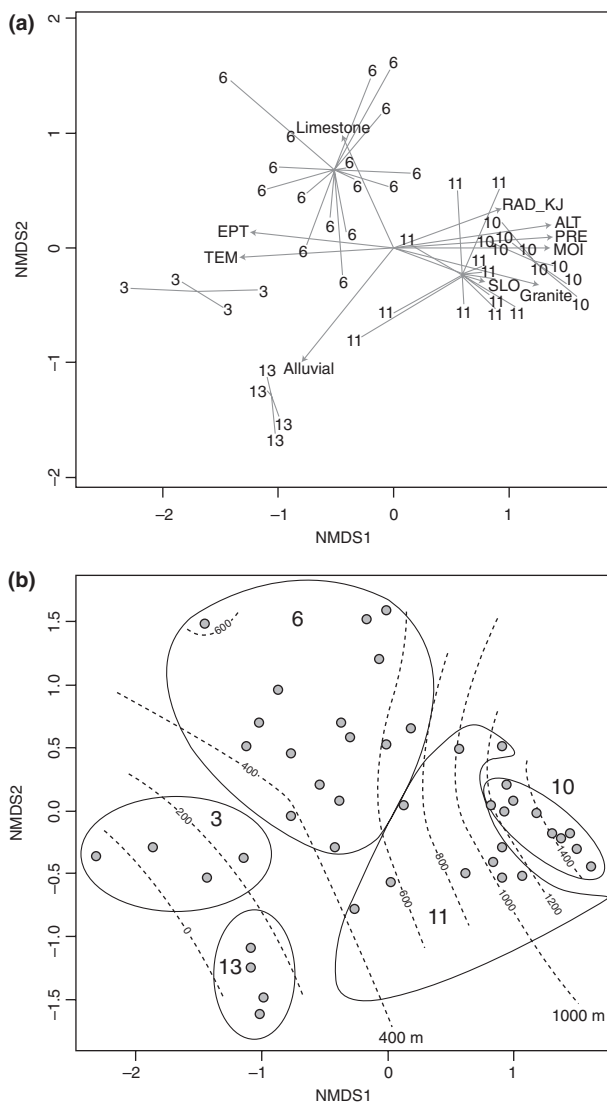 (a)
2
1
0
−1
−2
NMDS2
6 6 6
6
6 Limestone
6 6 6
6 6 6
6 6
6 6
6
6
11 11
RAD_KJ
10 ALT
EPT
11 10 10 PRE
10 MOI
TEM
11 10
11 10
SLO 10
Granite
3
3
3
3
11
11 10
11
11
11
11
Alluvial
13
13
13
13
−2 −1 0 1 2
NMDS1
(b)
1.5
1.0
0.5
0.0
−0.5
−1.0
−1.5
NMDS2
600
6
400
200
3
0
13
10
600
800
1000
1200
1400
11
400 m
1000 m
−2 −1 0 1
NMDS1